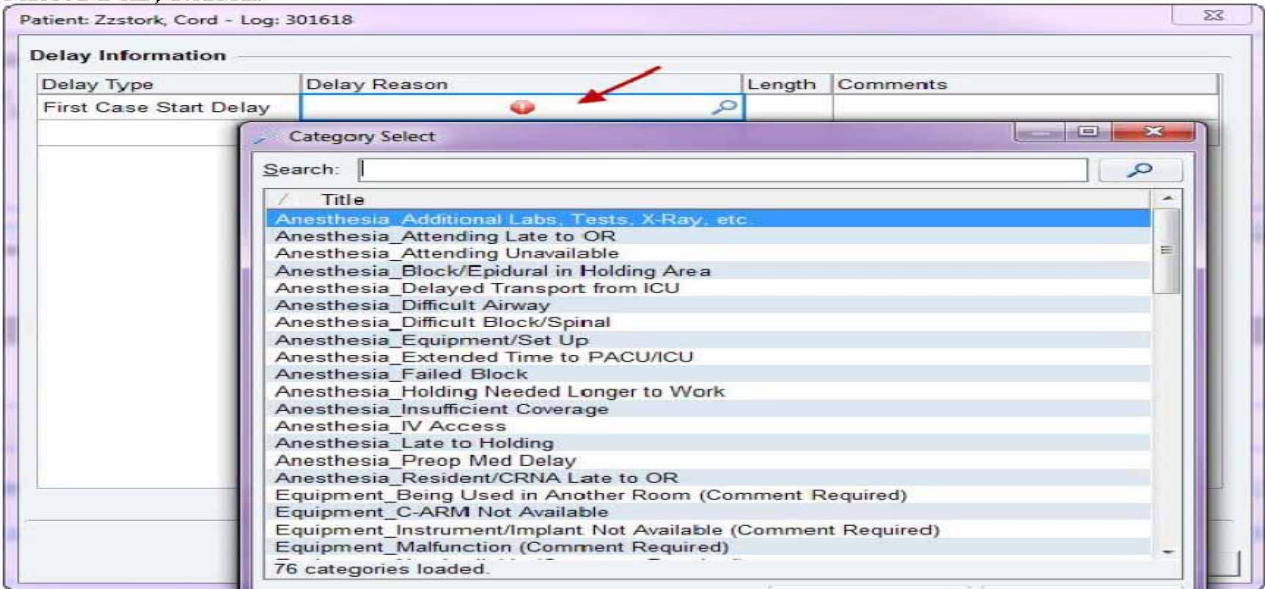 Patient: Zzstork, Cord - Log: 301618
Delay Information
Delay Type Delay Reason Length Comments
First Case Start Delay
Category Select
Search:
Title
Anesthesia_Additional Labs, Tests, X-Ray, etc.
Anesthesia_Attending Late to OR
Anesthesia_Attending Unavailable
Anesthesia_Block/Epidural in Holding Area
Anesthesia_Delayed Transport from ICU
Anesthesia_Difficult Airway
Anesthesia_Difficult Block/Spinal
Anesthesia_Equipment/Set Up
Anesthesia_Extended Time to PACU/ICU
Anesthesia_Failed Block
Anesthesia_Holding Needed Longer to Work
Anesthesia_Insufficient Coverage
Anesthesia_IV Access
Anesthesia_Late to Holding
Anesthesia_Preop Med Delay
Anesthesia_Resident/CRNA Late to OR
Equipment_Being Used in Another Room (Comment Required)
Equipment_C-ARM Not Available
Equipment_Instrument/Implant Not Available (Comment Required)
Equipment_Malfunction (Comment Required)
76 categories loaded.